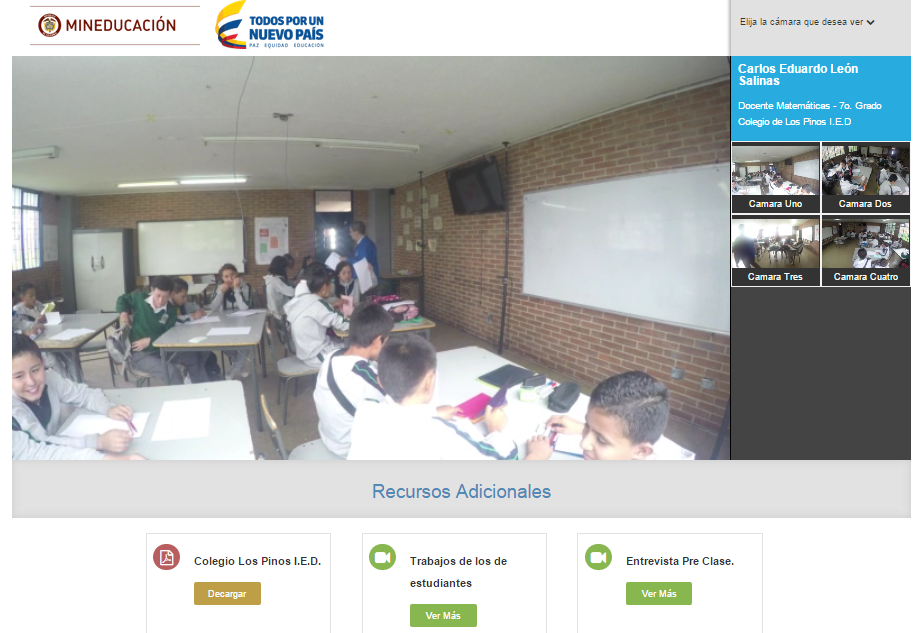 MINEDUCACIÓN
TODOS POR UN
NUEVO PAÍS
PAZ EQUIDAD EDUCACIÓN
Elija la cámara que desea ver
Carlos Eduardo León
Salinas
Docente Matemáticas - 7o. Grado
Colegio de Los Pinos I.E.D
Camara Uno
Camara Dos
Camara Tres
Camara Cuatro
Recursos Adicionales
Colegio Los Pinos I.E.D.
Decargar
Trabajos de los de
estudiantes
Ver Más
Entrevista Pre Clase.
Ver Más